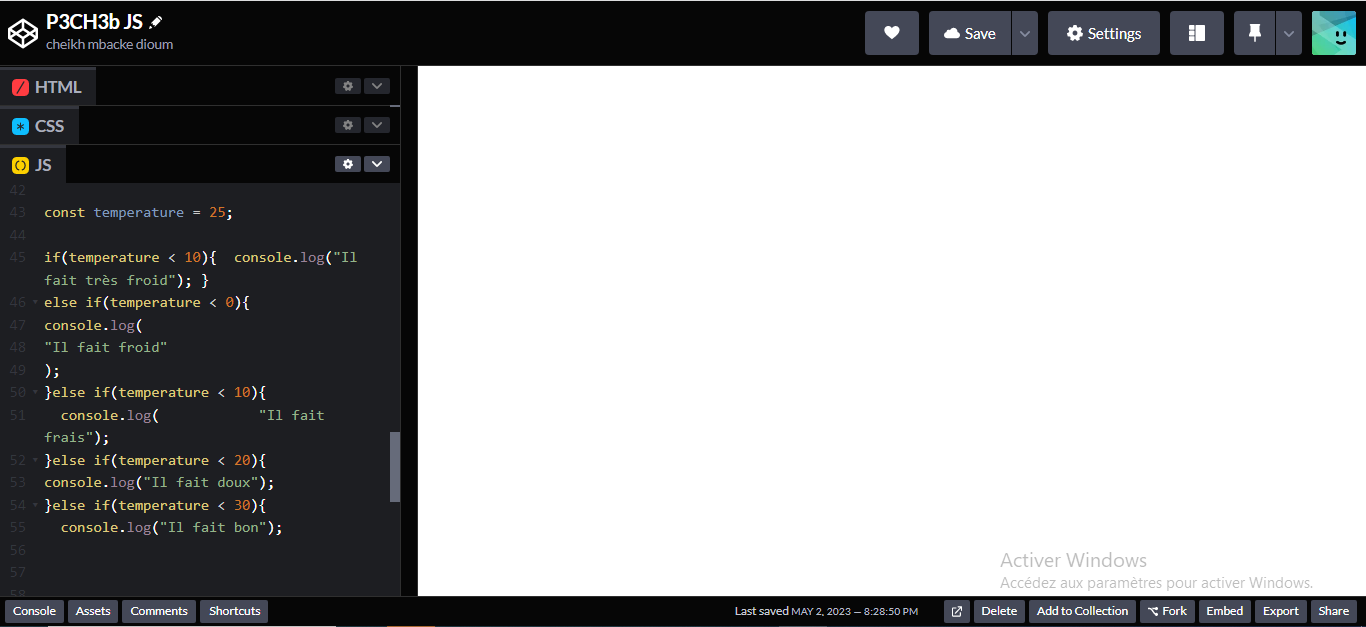 P3CH3b JS
cheikh mbacke dioum
Save
Settings
HTML
CSS
JS
42
43 const temperature = 25;
44
45 if(temperature < 10){  console.log("Il
fait très froid"); }
46 else if(temperature < 0){
47 console.log(
48 "Il fait froid"
49 );
50 }else if(temperature < 10){
51   console.log(            "Il fait
frais");
52 }else if(temperature < 20){
53 console.log("Il fait doux");
54 }else if(temperature < 30){
55   console.log("Il fait bon");
56
57
58
Activer Windows
Accédez aux paramètres pour activer Windows.
Console Assets Comments Shortcuts Last saved MAY 2, 2023 — 8:28:50 PM Delete Add to Collection Fork Embed Export Share